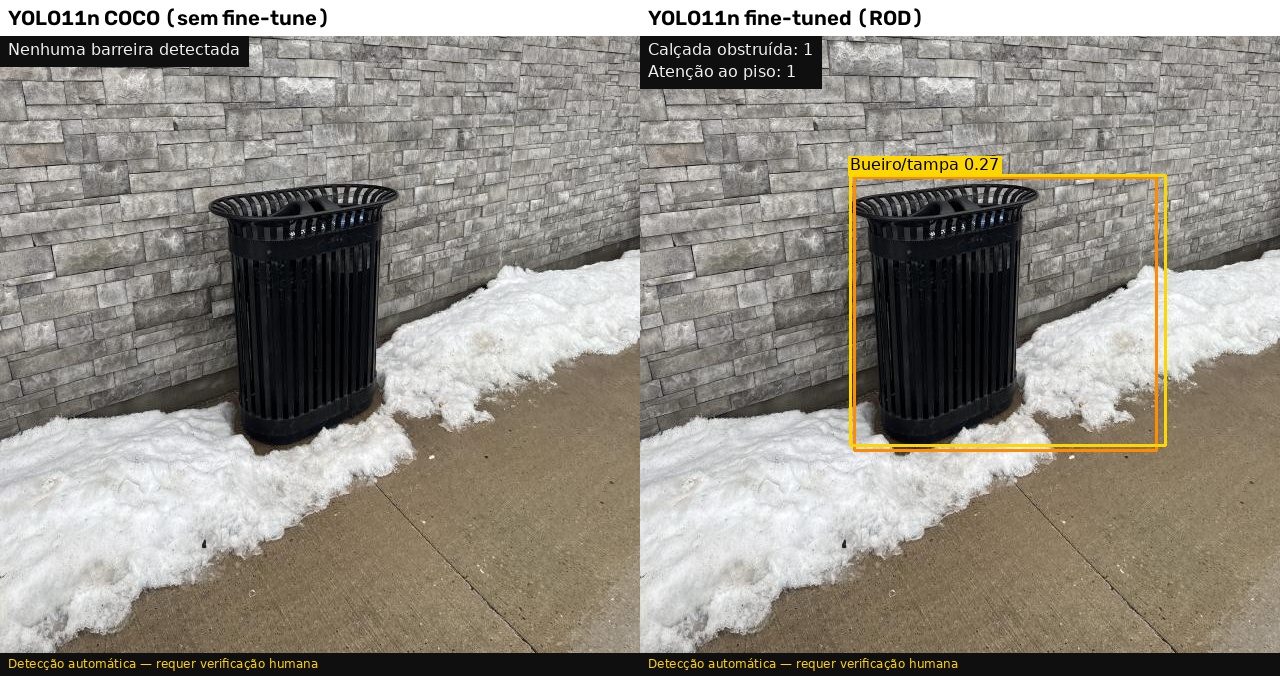 YOLO11n COCO (sem fine-tune)
Nenhuma barreira detectada
Detecção automática — requer verificação humana
YOLO11n fine-tuned (ROD)
Calçada obstruída: 1
Atenção ao piso: 1
Bueiro/tampa 0.27
Detecção automática — requer verificação humana